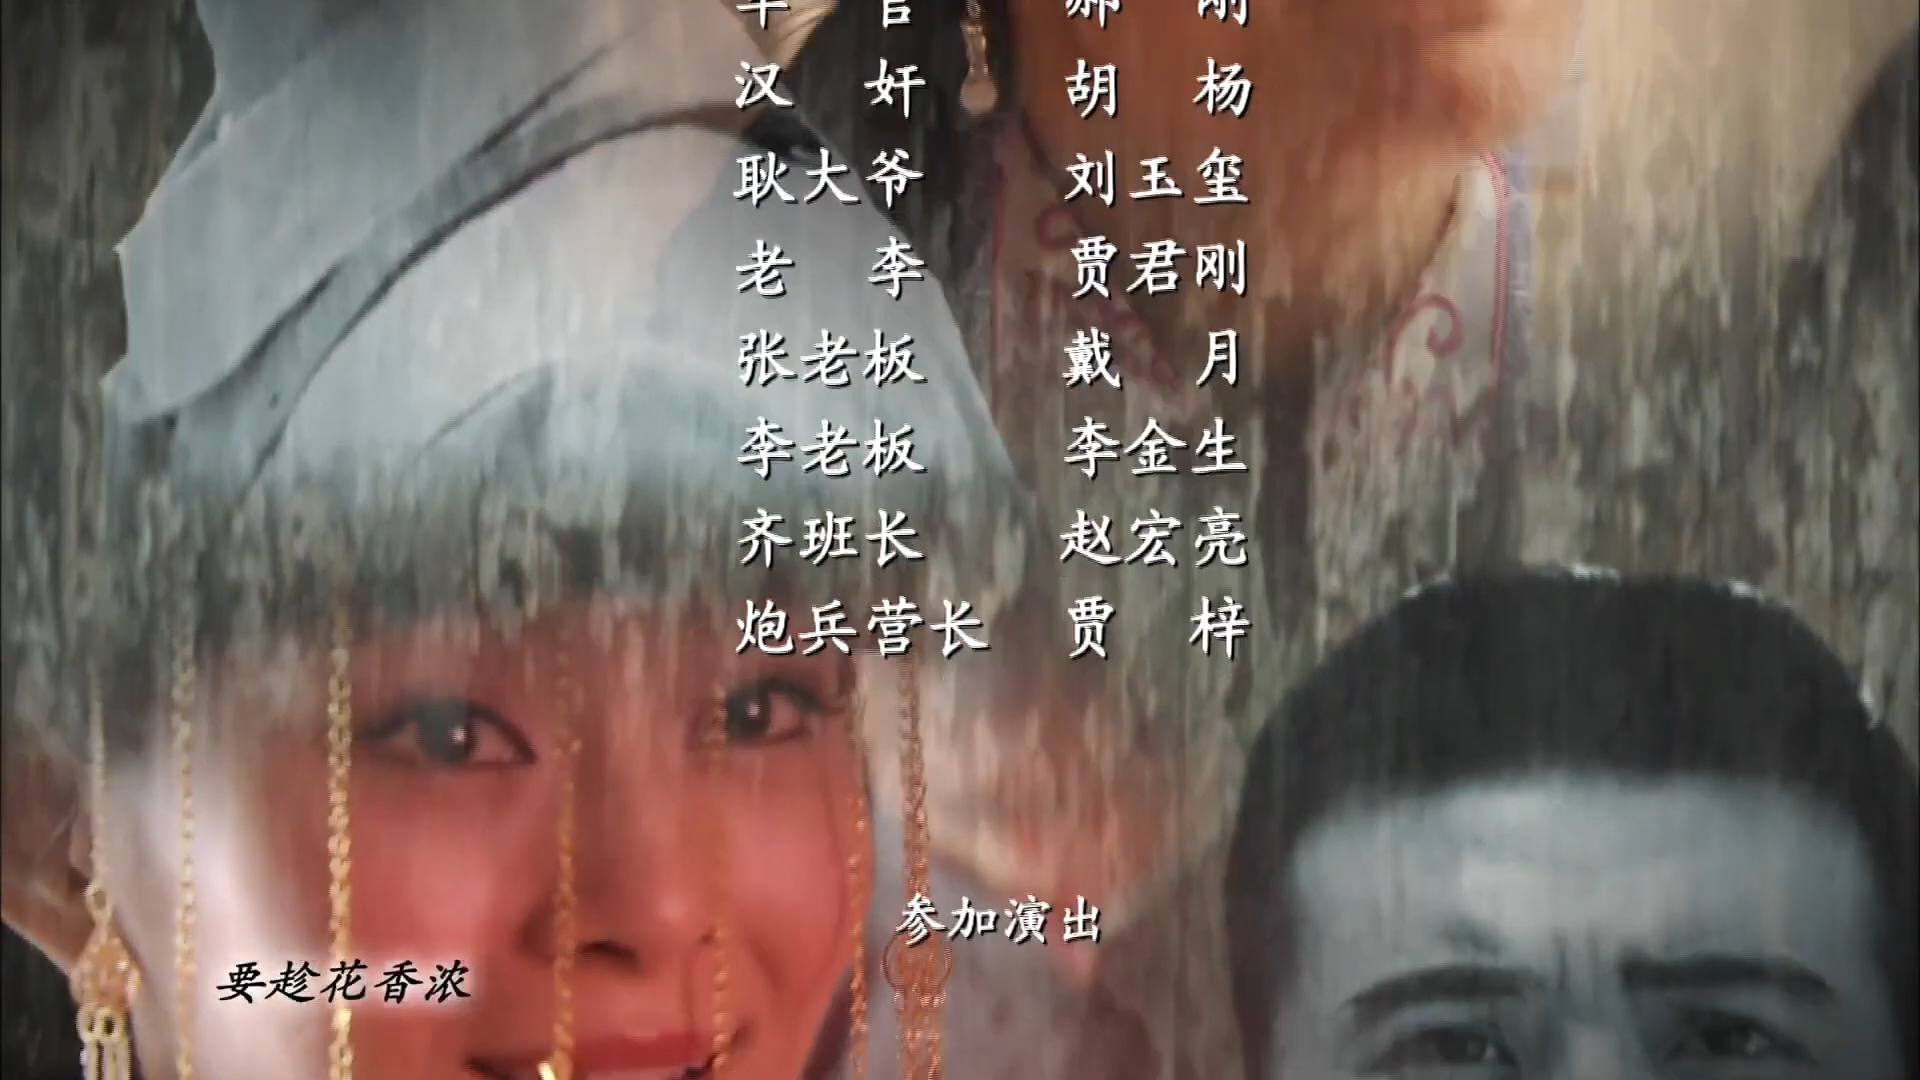 汉奸 胡杨
耿大爷 刘玉玺
老李 贾君刚
张老板 戴月
李老板 李金生
齐班长 赵宏亮
炮兵营长 贾梓
参加演出
要趁花香浓